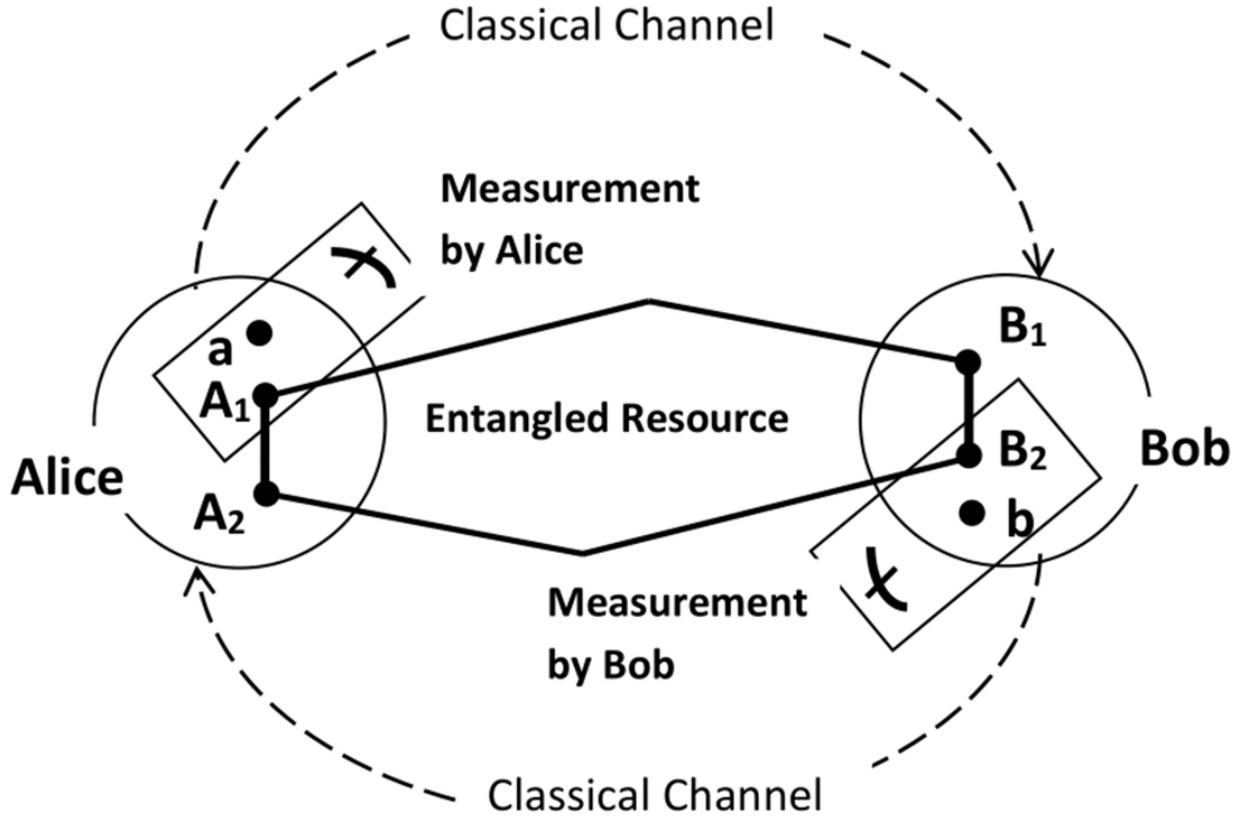 Classical Channel
Measurement
by Alice
a
A₁
A₂
Alice
Entangled Resource
B₁
B₂
b
Bob
Measurement
by Bob
Classical Channel